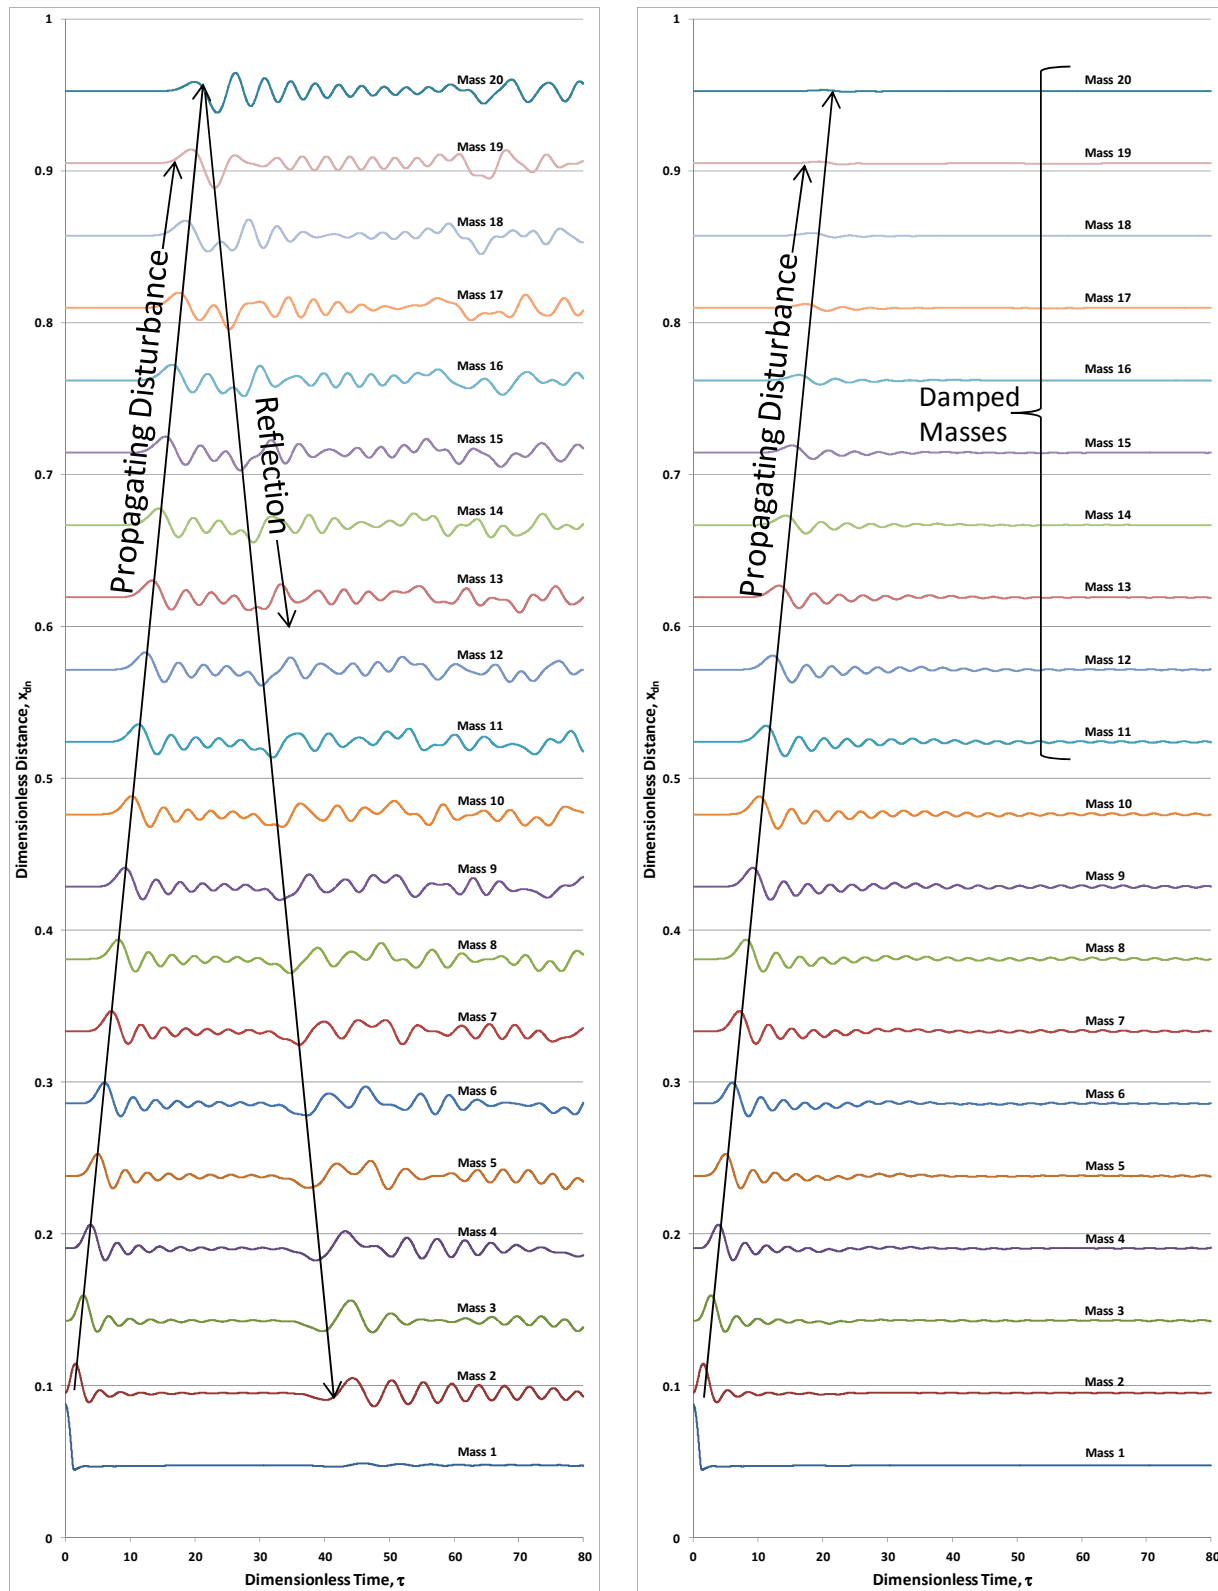 1
Mass 20
Mass 19
0.9
Mass 18
Mass 17
0.8
Mass 16
Mass 15
0.7
Mass 14
Mass 13
0.6
Mass 12
Mass 11
0.5
Mass 10
Mass 9
0.4
Mass 8
Mass 7
0.3
Mass 6
Mass 5
0.2
Mass 4
Mass 3
0.1
Mass 2
Mass 1
0
Propagating Disturbance
Reflection
Dimensionless Distance, xdn
0 10 20 30 40 50 60 70 80
Dimensionless Time, τ
1
Mass 20
Mass 19
0.9
Mass 18
Mass 17
0.8
Mass 16
Mass 15
0.7
Mass 14
Mass 13
0.6
Mass 12
Mass 11
0.5
Mass 10
Mass 9
0.4
Mass 8
Mass 7
0.3
Mass 6
Mass 5
0.2
Mass 4
Mass 3
0.1
Mass 2
Mass 1
0
Propagating Disturbance
Damped
Masses
Dimensionless Distance, xdn
0 10 20 30 40 50 60 70 80
Dimensionless Time, τ